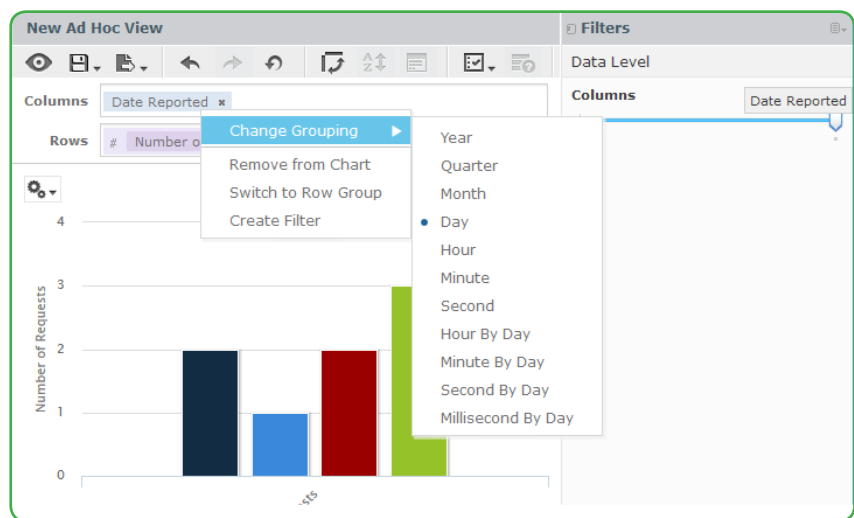 New Ad Hoc View
Filters
Data Level
Columns Date Reported ×
Columns
Date Reported
Rows # Number o
Change Grouping
Remove from Chart
Switch to Row Group
Create Filter
Year
Quarter
Month
Day
Hour
Minute
Second
Hour By Day
Minute By Day
Second By Day
Millisecond By Day
Number of Requests
4
3
2
1
0
sts